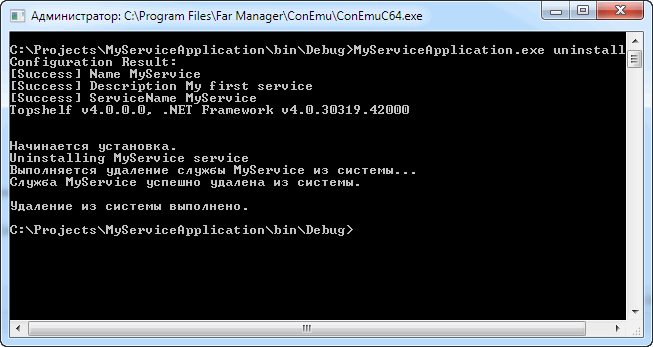 Администратор: C:\Program Files\Far Manager\ConEmu\ConEmuC64.exe
C:\Projects\MyServiceApplication\bin\Debug>MyServiceApplication.exe uninstall
Configuration Result:
[Success] Name MyService
[Success] Description My first service
[Success] ServiceName MyService
Topshelf v4.0.0.0, .NET Framework v4.0.30319.42000
Начинается установка.
Uninstalling MyService service
Выполняется удаление службы MyService из системы...
Служба MyService успешно удалена из системы.
Удаление из системы выполнено.
C:\Projects\MyServiceApplication\bin\Debug>